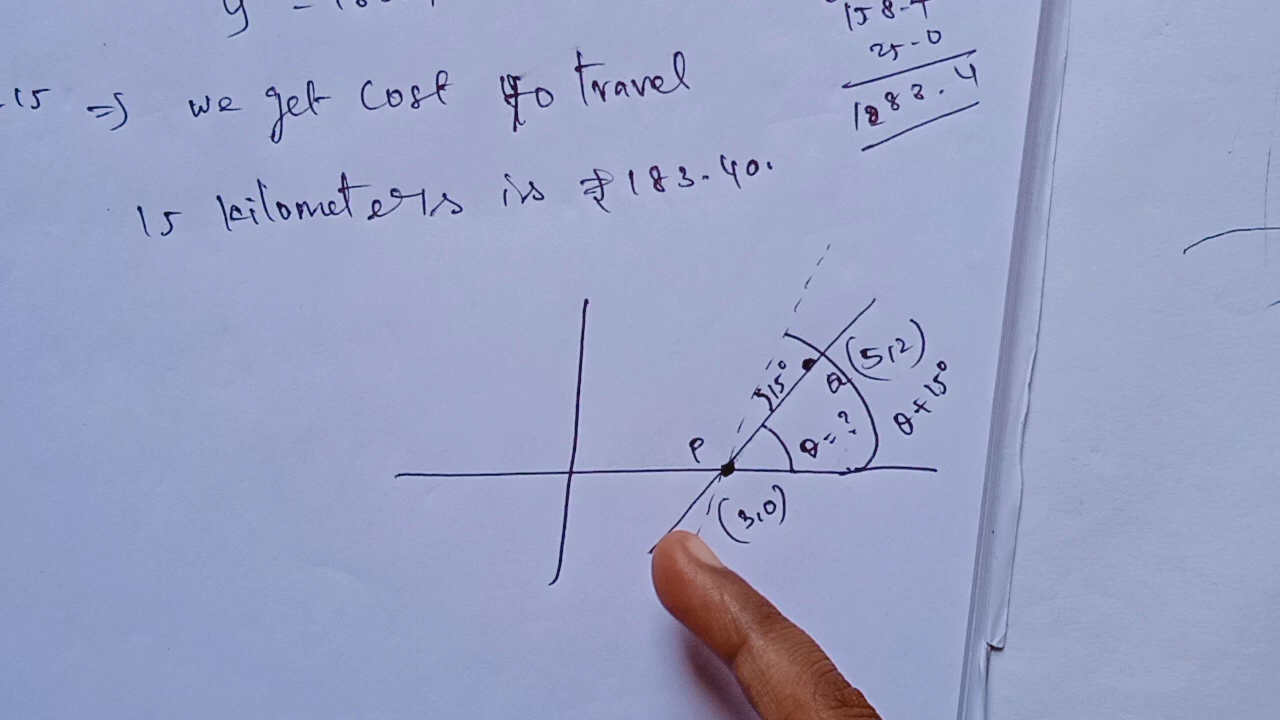 158.4
25.0
183.4
15 => we get cost to travel
15 kilometers is ₹183.40.
15°
Q (5,2)
θ+15°
P
θ=?
(3,0)